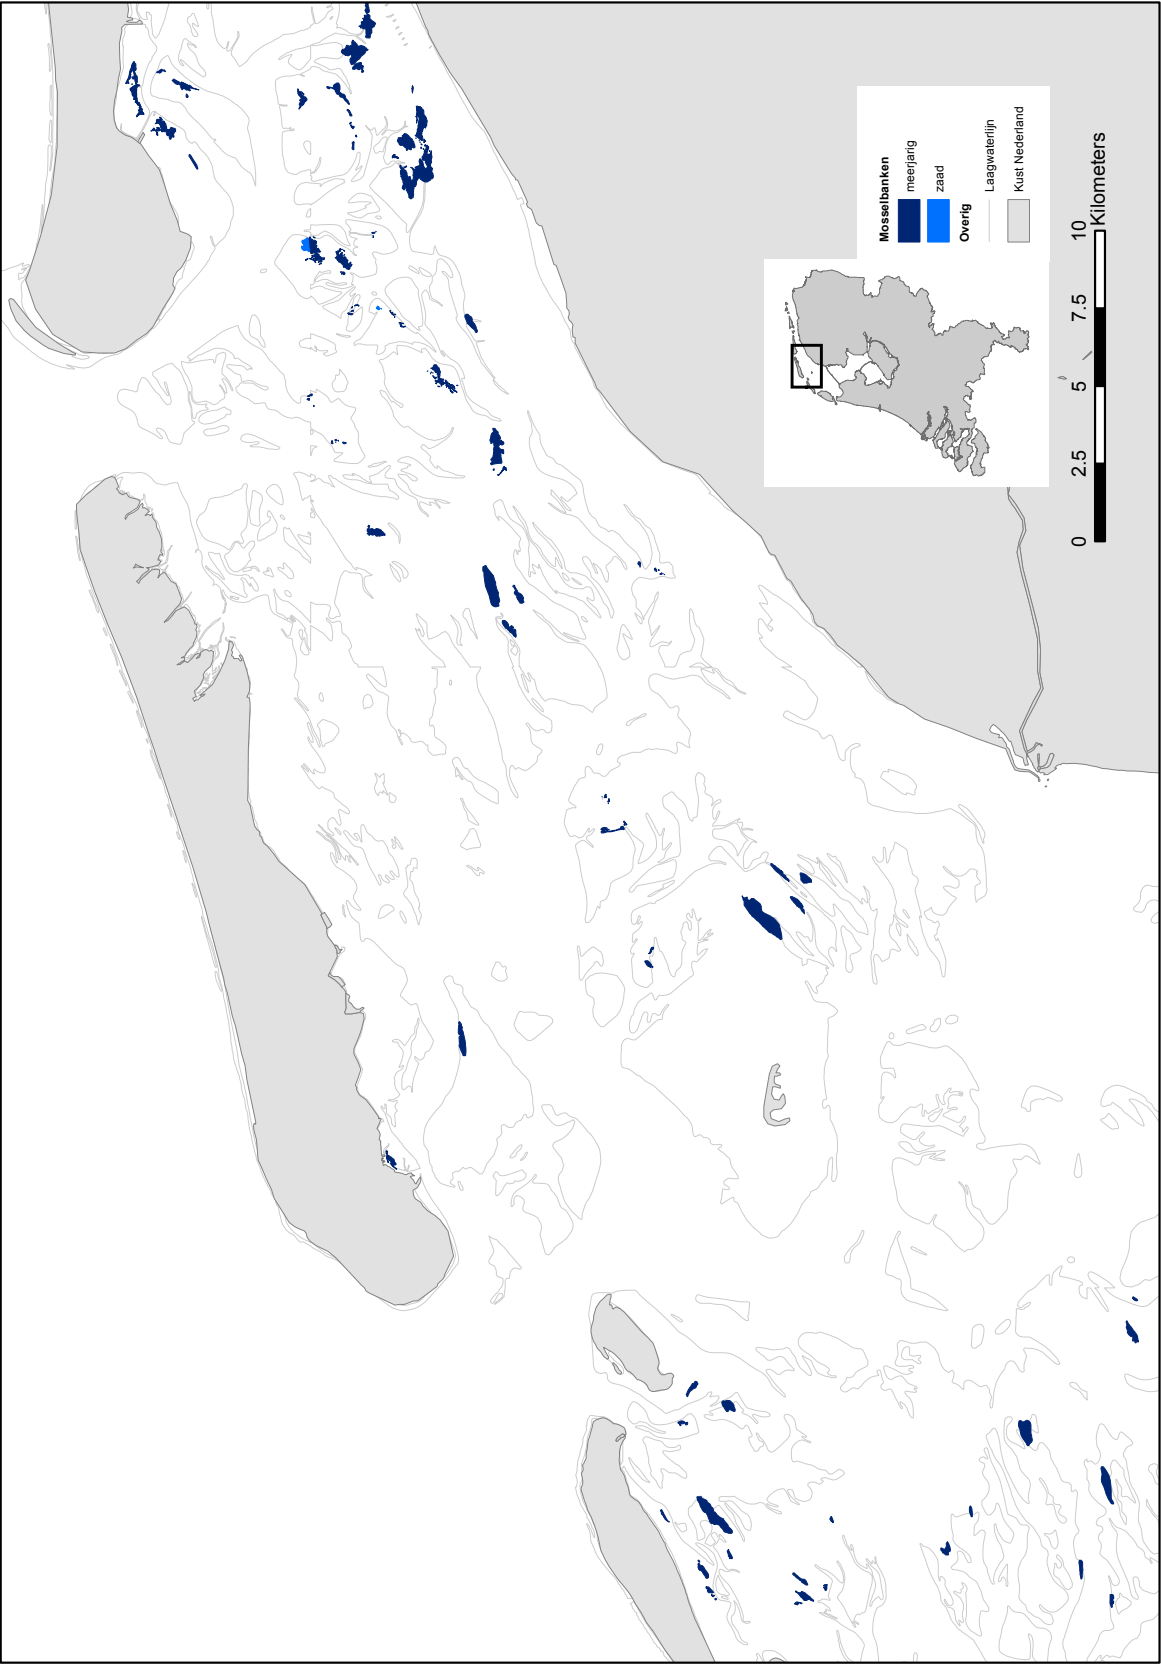 Mosselbanken
meerjarig
zaad
Overig
Laagwaterlijn
Kust Nederland
0 2.5 5 7.5 10
Kilometers